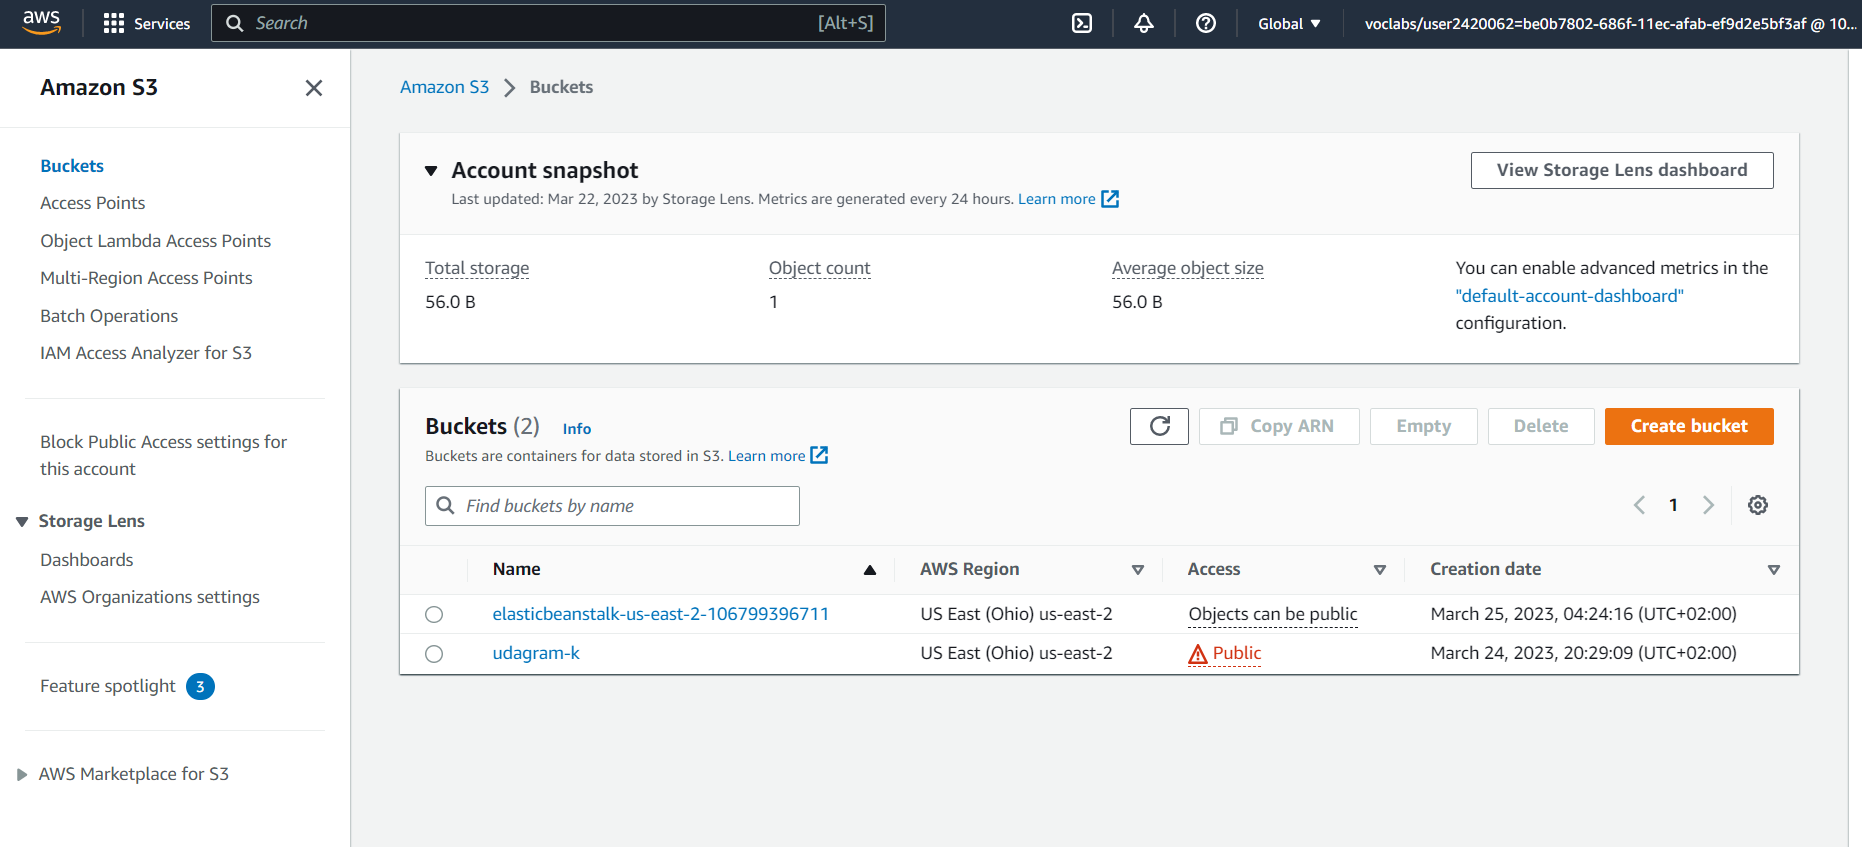 aws
Services
Search [Alt+S]
Global
voclabs/user2420062=be0b7802-686f-11ec-afab-ef9d2e5bf3af @ 10...
Amazon S3
Buckets
Access Points
Object Lambda Access Points
Multi-Region Access Points
Batch Operations
IAM Access Analyzer for S3
Block Public Access settings for
this account
Storage Lens
Dashboards
AWS Organizations settings
Feature spotlight 3
AWS Marketplace for S3
Amazon S3 Buckets
Account snapshot
Last updated: Mar 22, 2023 by Storage Lens. Metrics are generated every 24 hours. Learn more
View Storage Lens dashboard
Total storage
56.0 B
Object count
1
Average object size
56.0 B
You can enable advanced metrics in the
"default-account-dashboard"
configuration.
Buckets (2) Info
Buckets are containers for data stored in S3. Learn more
Copy ARN
Empty
Delete
Create bucket
Find buckets by name
1
Name AWS Region Access Creation date
elasticbeanstalk-us-east-2-106799396711 US East (Ohio) us-east-2 Objects can be public March 25, 2023, 04:24:16 (UTC+02:00)
udagram-k US East (Ohio) us-east-2 Public March 24, 2023, 20:29:09 (UTC+02:00)